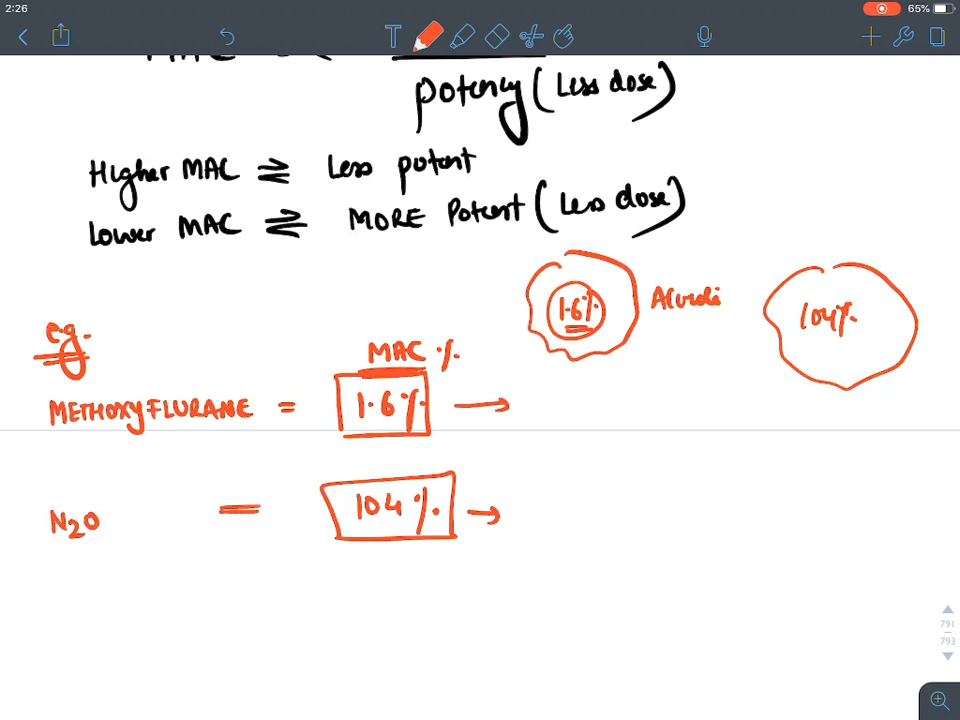 2:26
65%
T
potency (Less dose)
Higher MAC ⇌ Less potent
Lower MAC ⇌ MORE Potent (Less dose)
1.6% Alveoli
104%
e.g.
MAC %
METHOXYFLURANE = 1.6% →
N2O = 104% →
791
793